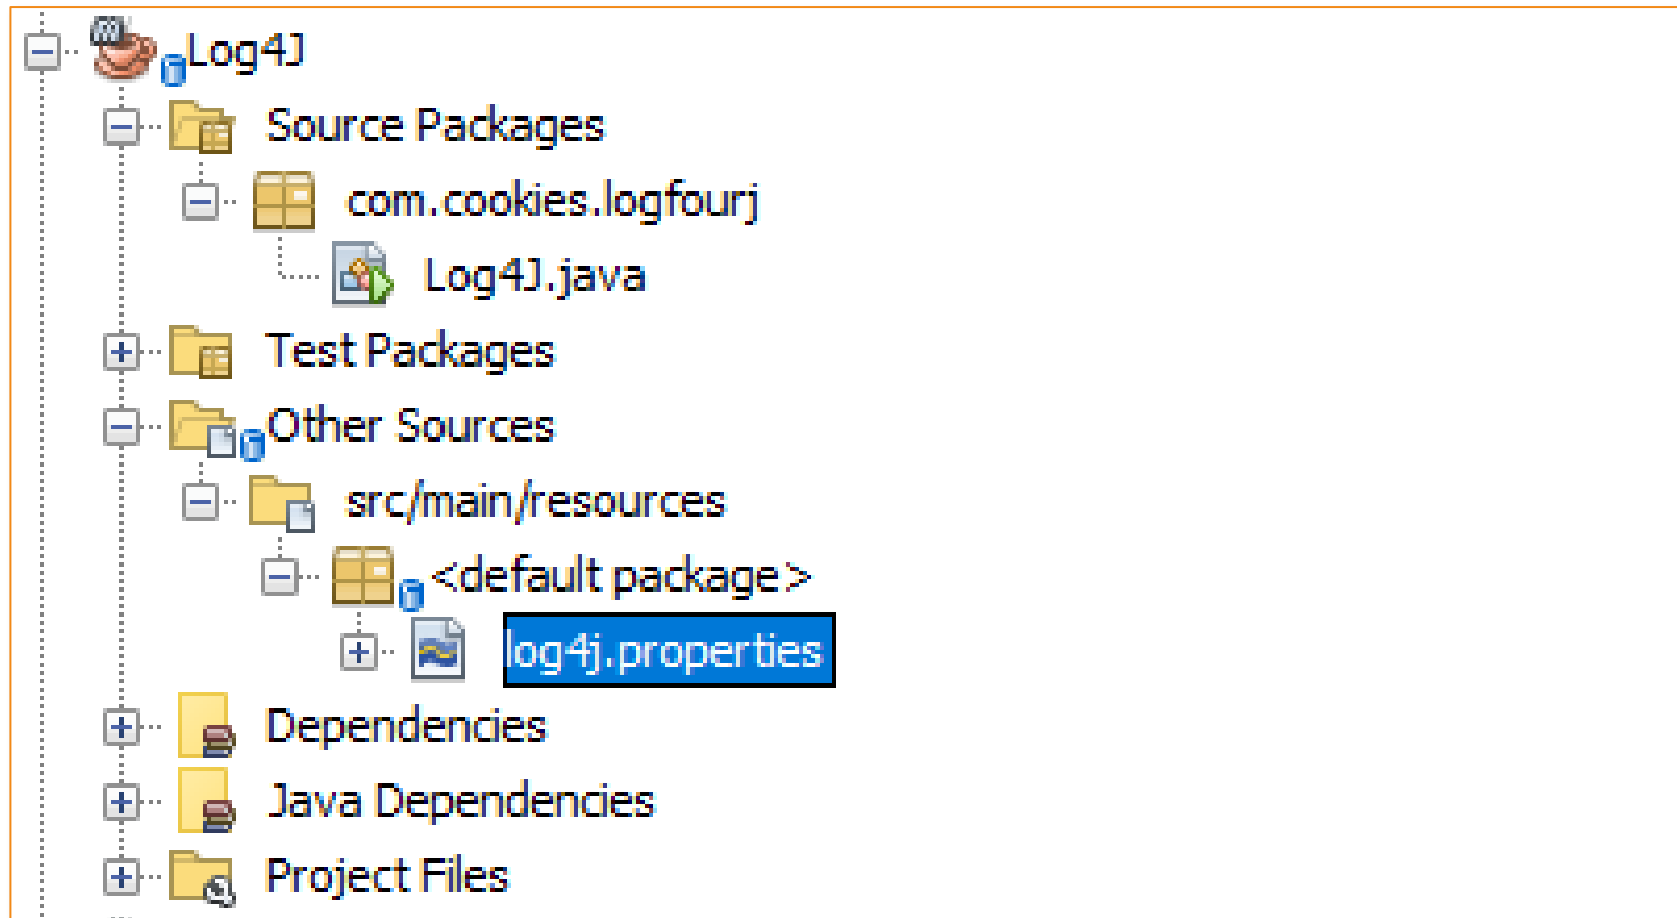 Log4J
Source Packages
com.cookies.logfourj
Log4J.java
Test Packages
Other Sources
src/main/resources
<default package>
log4j.properties
Dependencies
Java Dependencies
Project Files